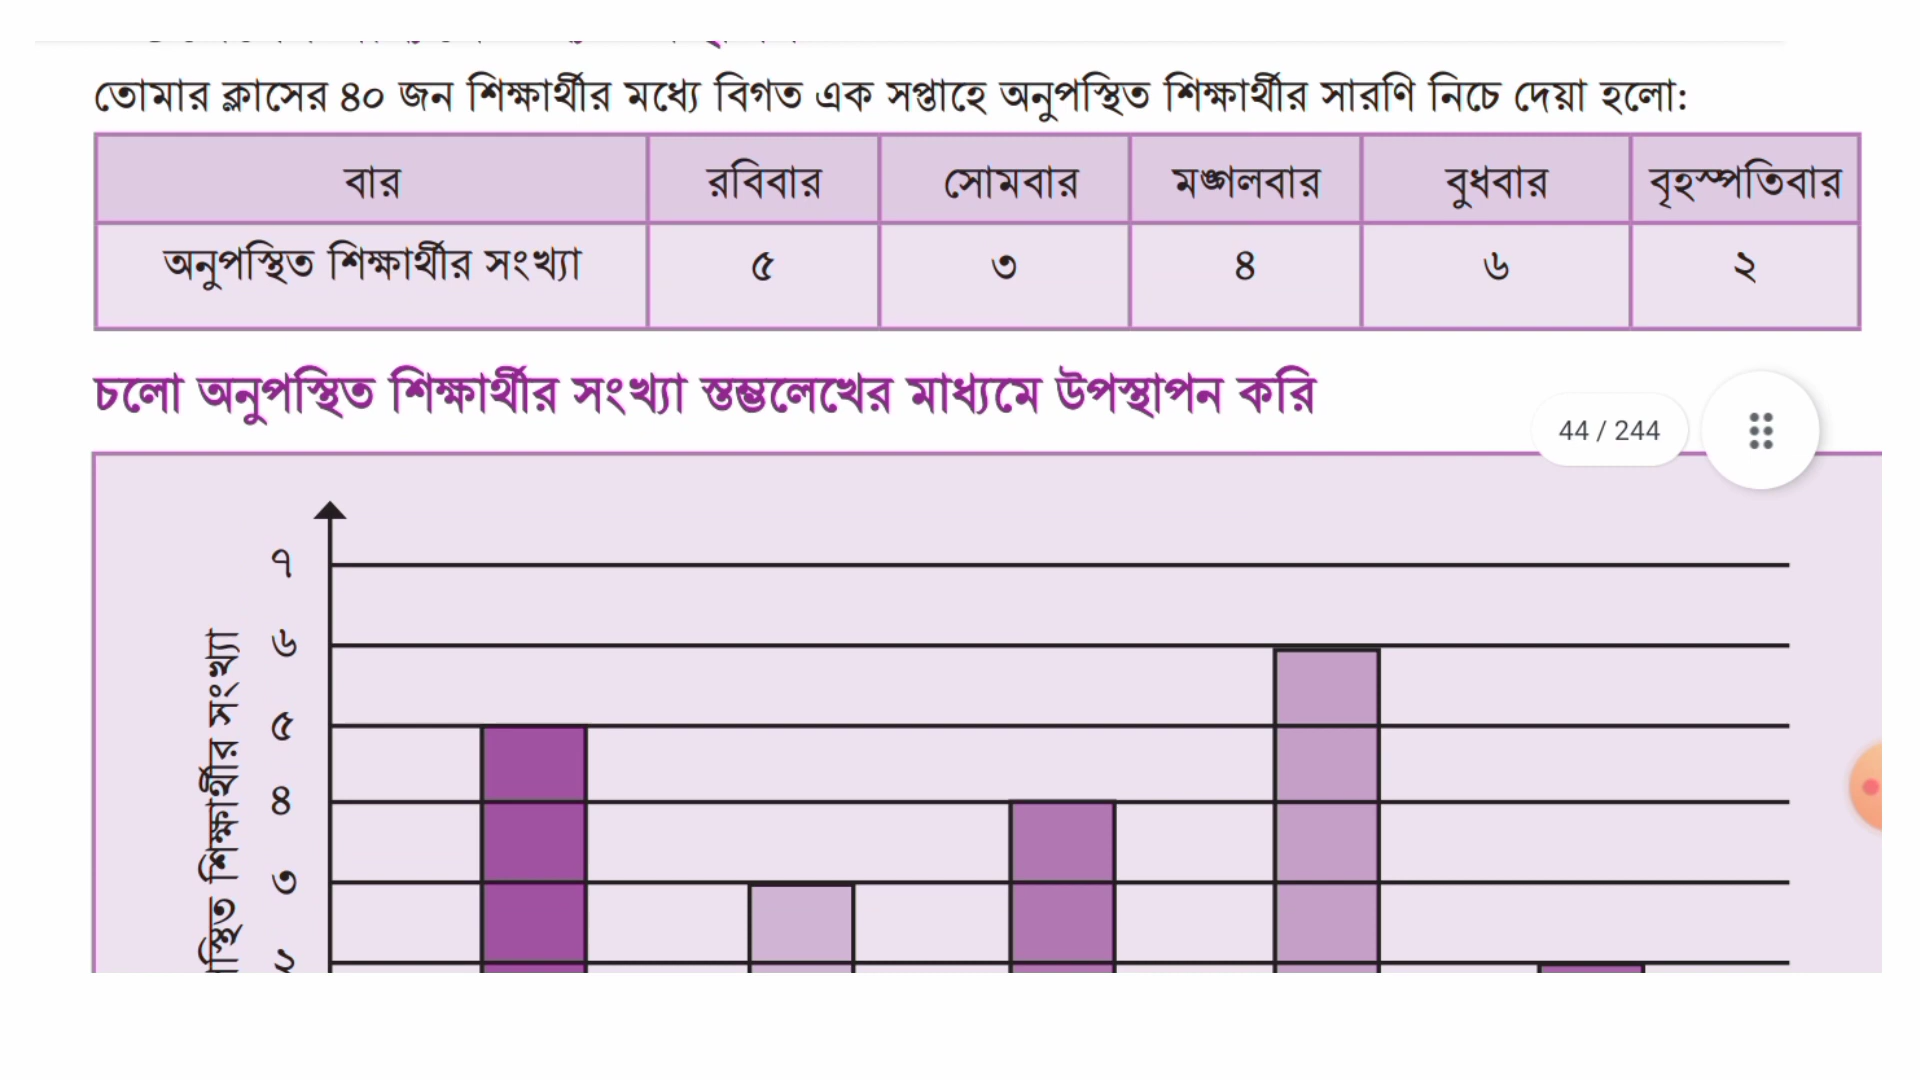 তোমার ক্লাসের ৪০ জন শিক্ষার্থীর মধ্যে বিগত এক সপ্তাহে অনুপস্থিত শিক্ষার্থীর সারণি নিচে দেয়া হলো:
বার রবিবার সোমবার মঙ্গলবার বুধবার বৃহস্পতিবার
অনুপস্থিত শিক্ষার্থীর সংখ্যা ৫ ৩ ৪ ৬ ২
চলো অনুপস্থিত শিক্ষার্থীর সংখ্যা স্তম্ভলেখের মাধ্যমে উপস্থাপন করি
44 / 244
৭
৬
৫
৪
৩
২
শিক্ষার্থীর সংখ্যা